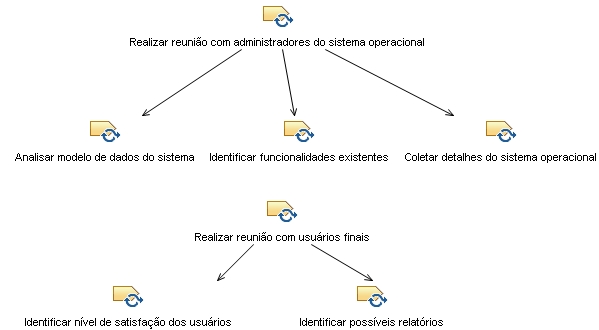 Realizar reunião com administradores do sistema operacional
Analisar modelo de dados do sistema
Identificar funcionalidades existentes
Coletar detalhes do sistema operacional
Realizar reunião com usuários finais
Identificar nível de satisfação dos usuários
Identificar possíveis relatórios